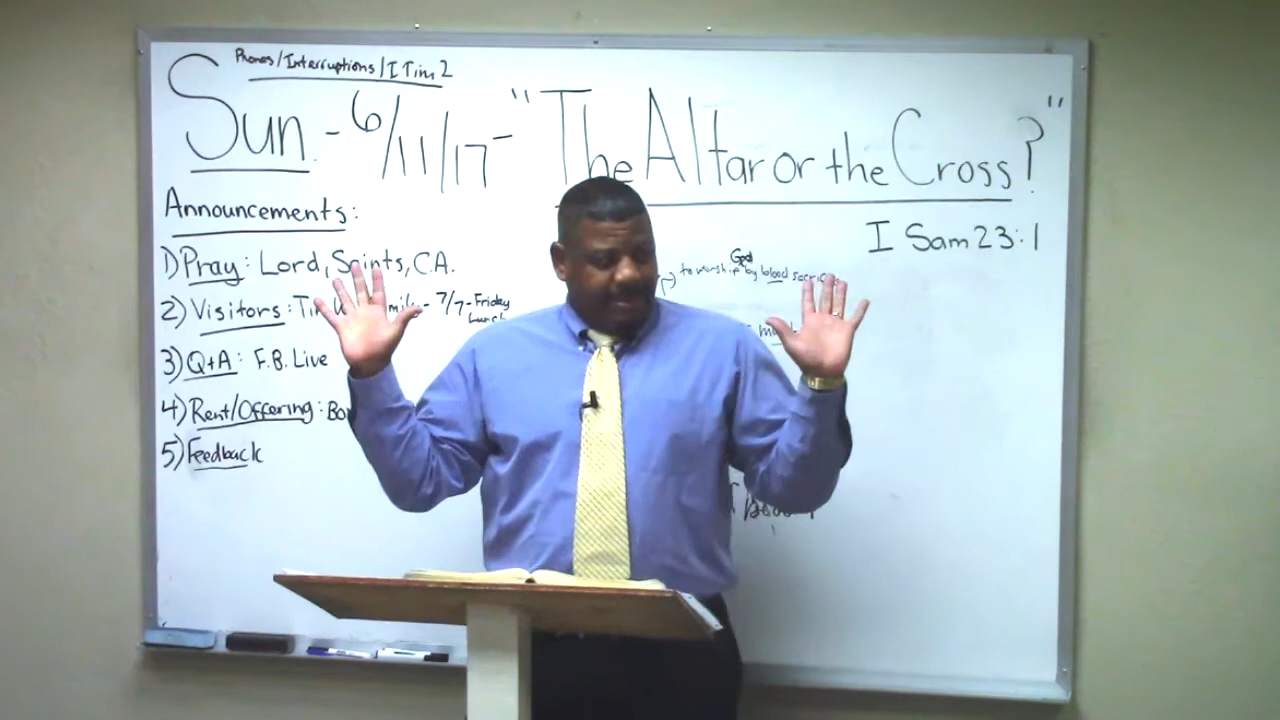 Phones/Interruptions/I Tim 2
Sun. - 6/11/17 - "The Altar or the Cross?"
Announcements:
I Sam 23:1
1) Pray: Lord, Saints, C.A.
to worship God by blood
2) Visitors: - 7/7 - Friday
Lunch
3) Q+A: F.B. Live
4) Rent/Offering:
5) Feedback